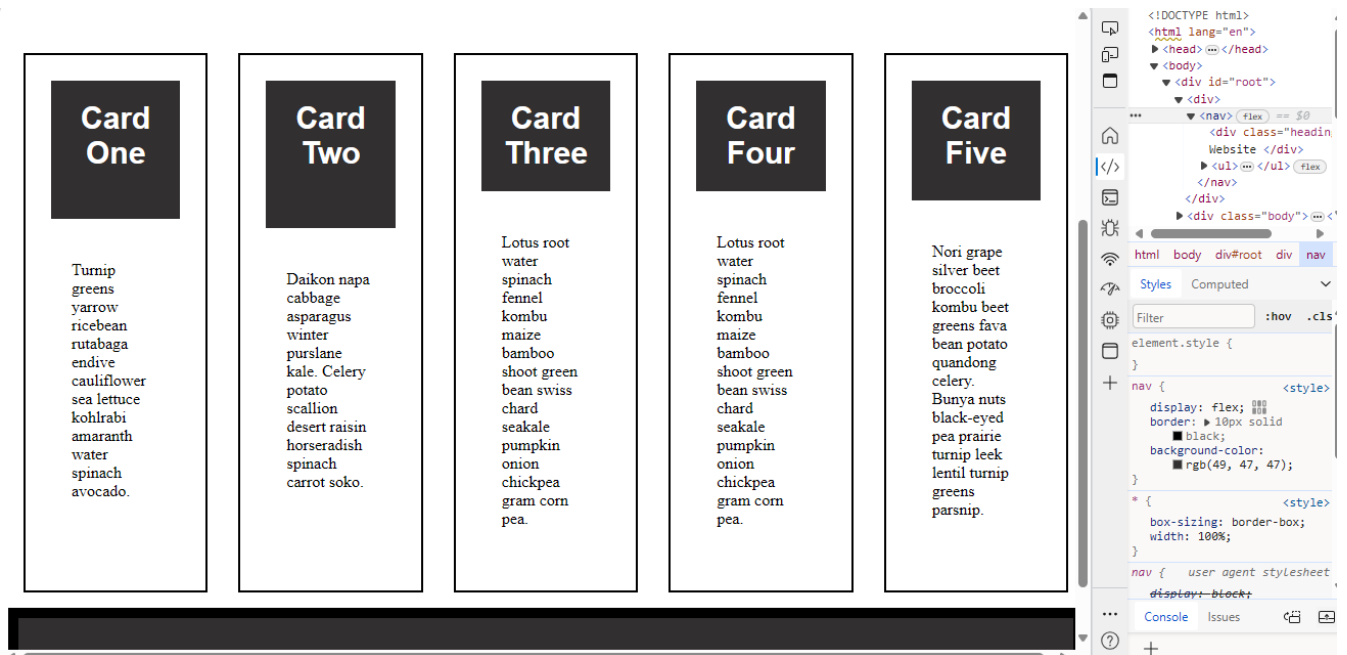 Card
One
Turnip
greens
yarrow
ricebean
rutabaga
endive
cauliflower
sea lettuce
kohlrabi
amaranth
water
spinach
avocado.
Card
Two
Daikon napa
cabbage
asparagus
winter
purslane
kale. Celery
potato
scallion
desert raisin
horseradish
spinach
carrot soko.
Card
Three
Lotus root
water
spinach
fennel
kombu
maize
bamboo
shoot green
bean swiss
chard
seakale
pumpkin
onion
chickpea
gram corn
pea.
Card
Four
Lotus root
water
spinach
fennel
kombu
maize
bamboo
shoot green
bean swiss
chard
seakale
pumpkin
onion
chickpea
gram corn
pea.
Card
Five
Nori grape
silver beet
broccoli
kombu beet
greens fava
bean potato
quandong
celery.
Bunya nuts
black-eyed
pea prairie
turnip leek
lentil turnip
greens
parsnip.
<!DOCTYPE html>
<html lang="en">
<head> ... </head>
<body>
<div id="root">
<div>
... <nav> flex == $0
<div class="headin
Website </div>
<ul> ... </ul> flex
</nav>
</div>
<div class="body"> ... <
html body div#root div nav
Styles Computed
Filter :hov .cls
element.style {
}
nav { <style>
display: flex;
border: 10px solid
black;
background-color:
rgb(49, 47, 47);
}
* { <style>
box-sizing: border-box;
width: 100%;
}
nav { user agent stylesheet
display: block;
Console Issues